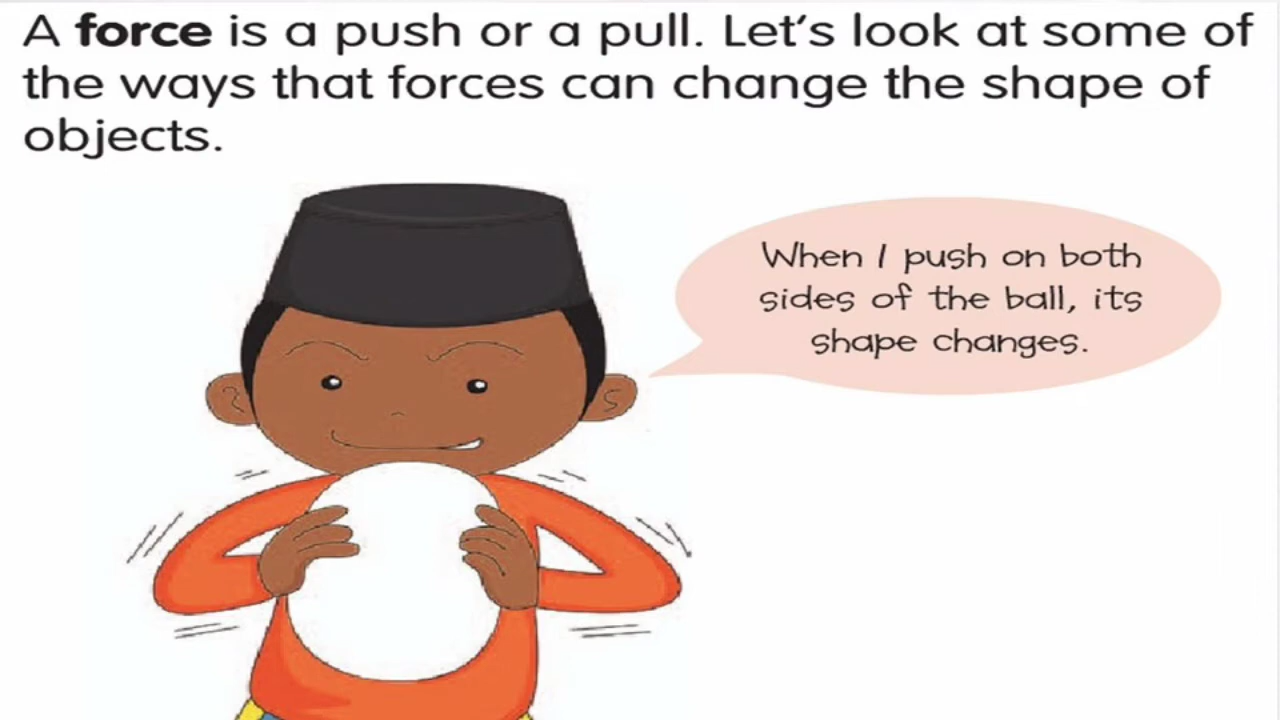 A force is a push or a pull. Let's look at some of
the ways that forces can change the shape of
objects.
When I push on both
sides of the ball, its
shape changes.